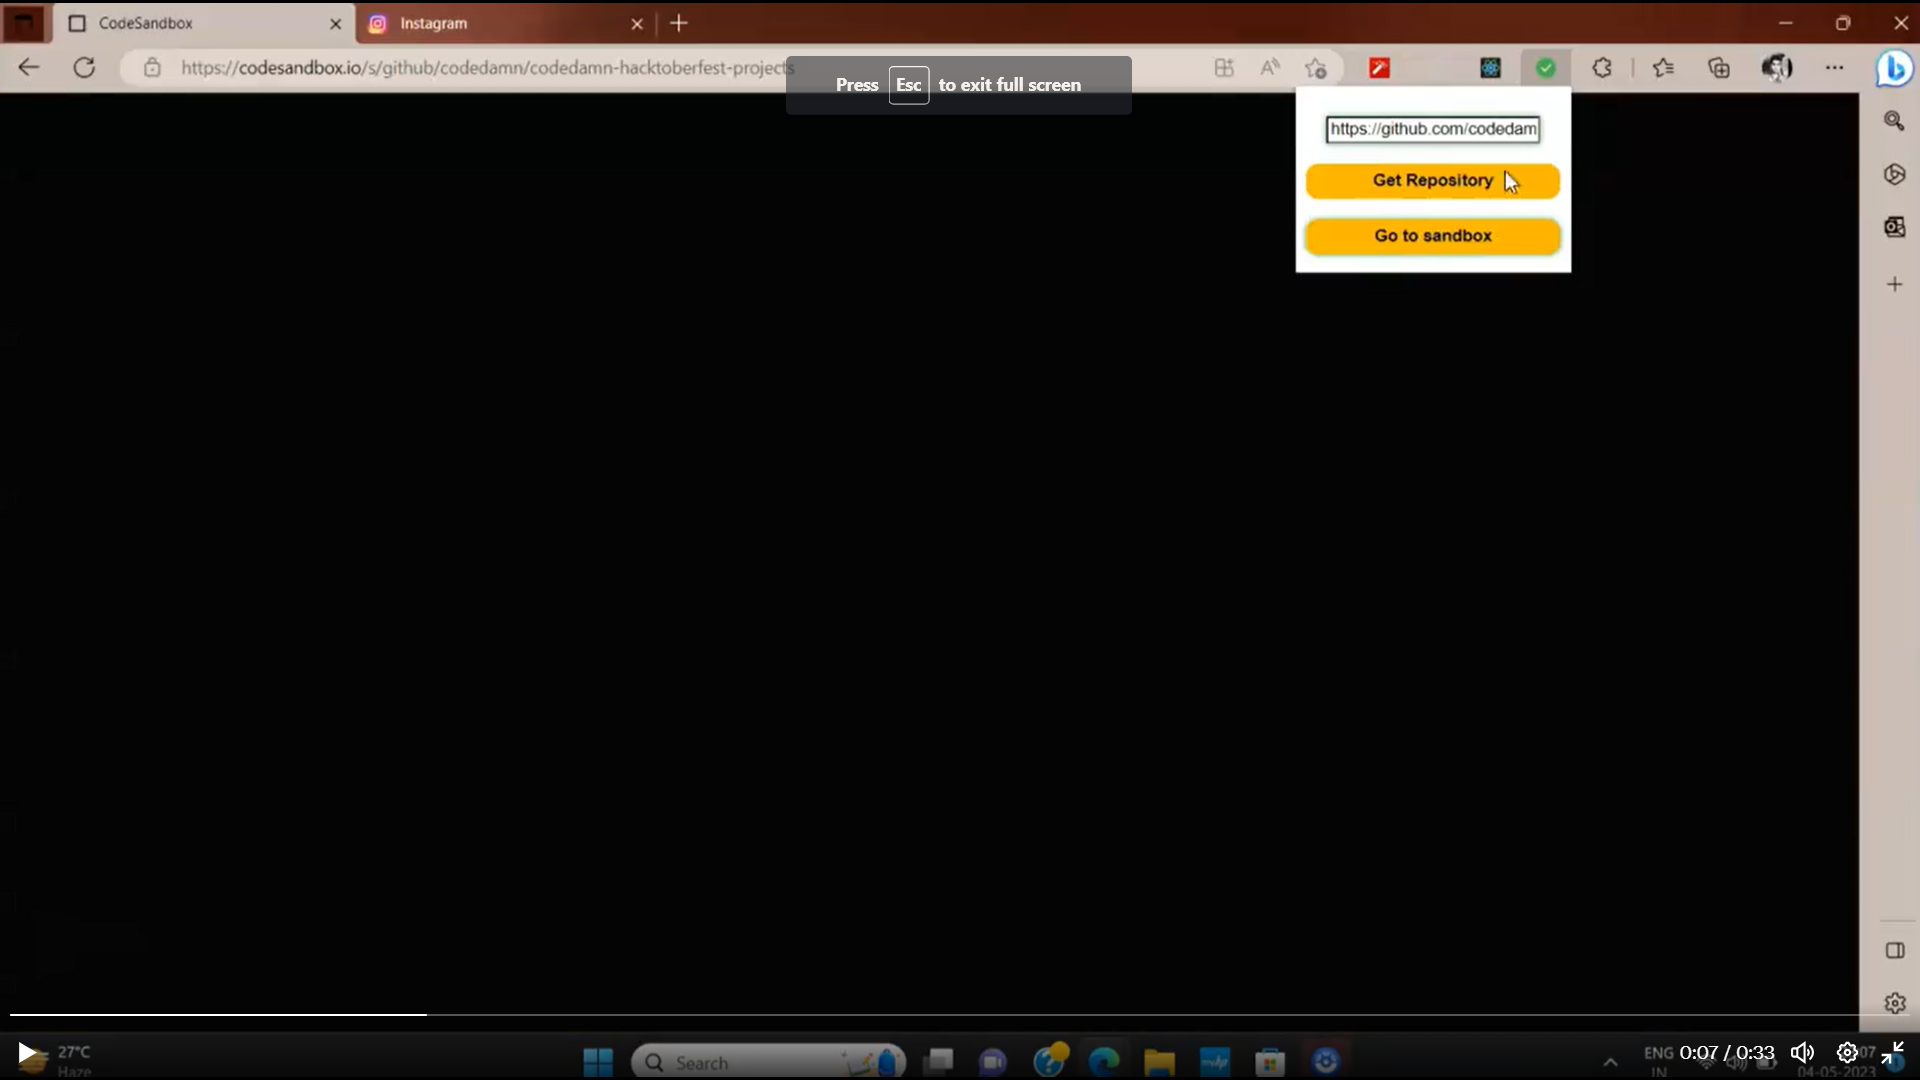 CodeSandbox
Instagram
https://codesandbox.io/s/github/codedamn/codedamn-hacktoberfest-projects
Press Esc to exit full screen
https://github.com/codedam
Get Repository
Go to sandbox
27°C
Haze
Search
ENG
IN
0:07 / 0:33
:07
04-05-2023